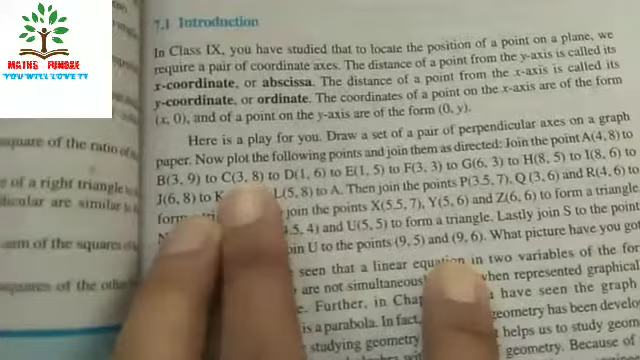 MATHS FUNBEE
YOU WILL LOVE IT
7.1 Introduction
In Class IX, you have studied that to locate the position of a point on a plane, we
require a pair of coordinate axes. The distance of a point from the y-axis is called its
x-coordinate, or abscissa. The distance of a point from the x-axis is called its
y-coordinate, or ordinate. The coordinates of a point on the x-axis are of the form
(x, 0), and of a point on the y-axis are of the form (0, y).
Here is a play for you. Draw a set of a pair of perpendicular axes on a graph
paper. Now plot the following points and join them as directed: Join the point A(4, 8) to
B(3, 9) to C(3, 8) to D(1, 6) to E(1, 5) to F(3, 3) to G(6, 3) to H(8, 5) to I(8, 6) to
J(6, 8) to K L(5, 8) to A. Then join the points P(3.5, 7), Q (3, 6) and R(4, 6) to
form join the points X(5.5, 7), Y(5, 6) and Z(6, 6) to form a triangle.
4.5, 4) and U(5, 5) to form a triangle. Lastly join S to the point
U to the points (9, 5) and (9, 6). What picture have you got
seen that a linear equation in two variables of the for
are not simultaneous when represented graphical
Further, in have seen the graph
is a parabola. In fact, geometry has been develo
studying geometry helps us to study geom
geometry. Because of
square of the ratio of
of a right triangle
are similar to
sum of the squares of
squares of the other